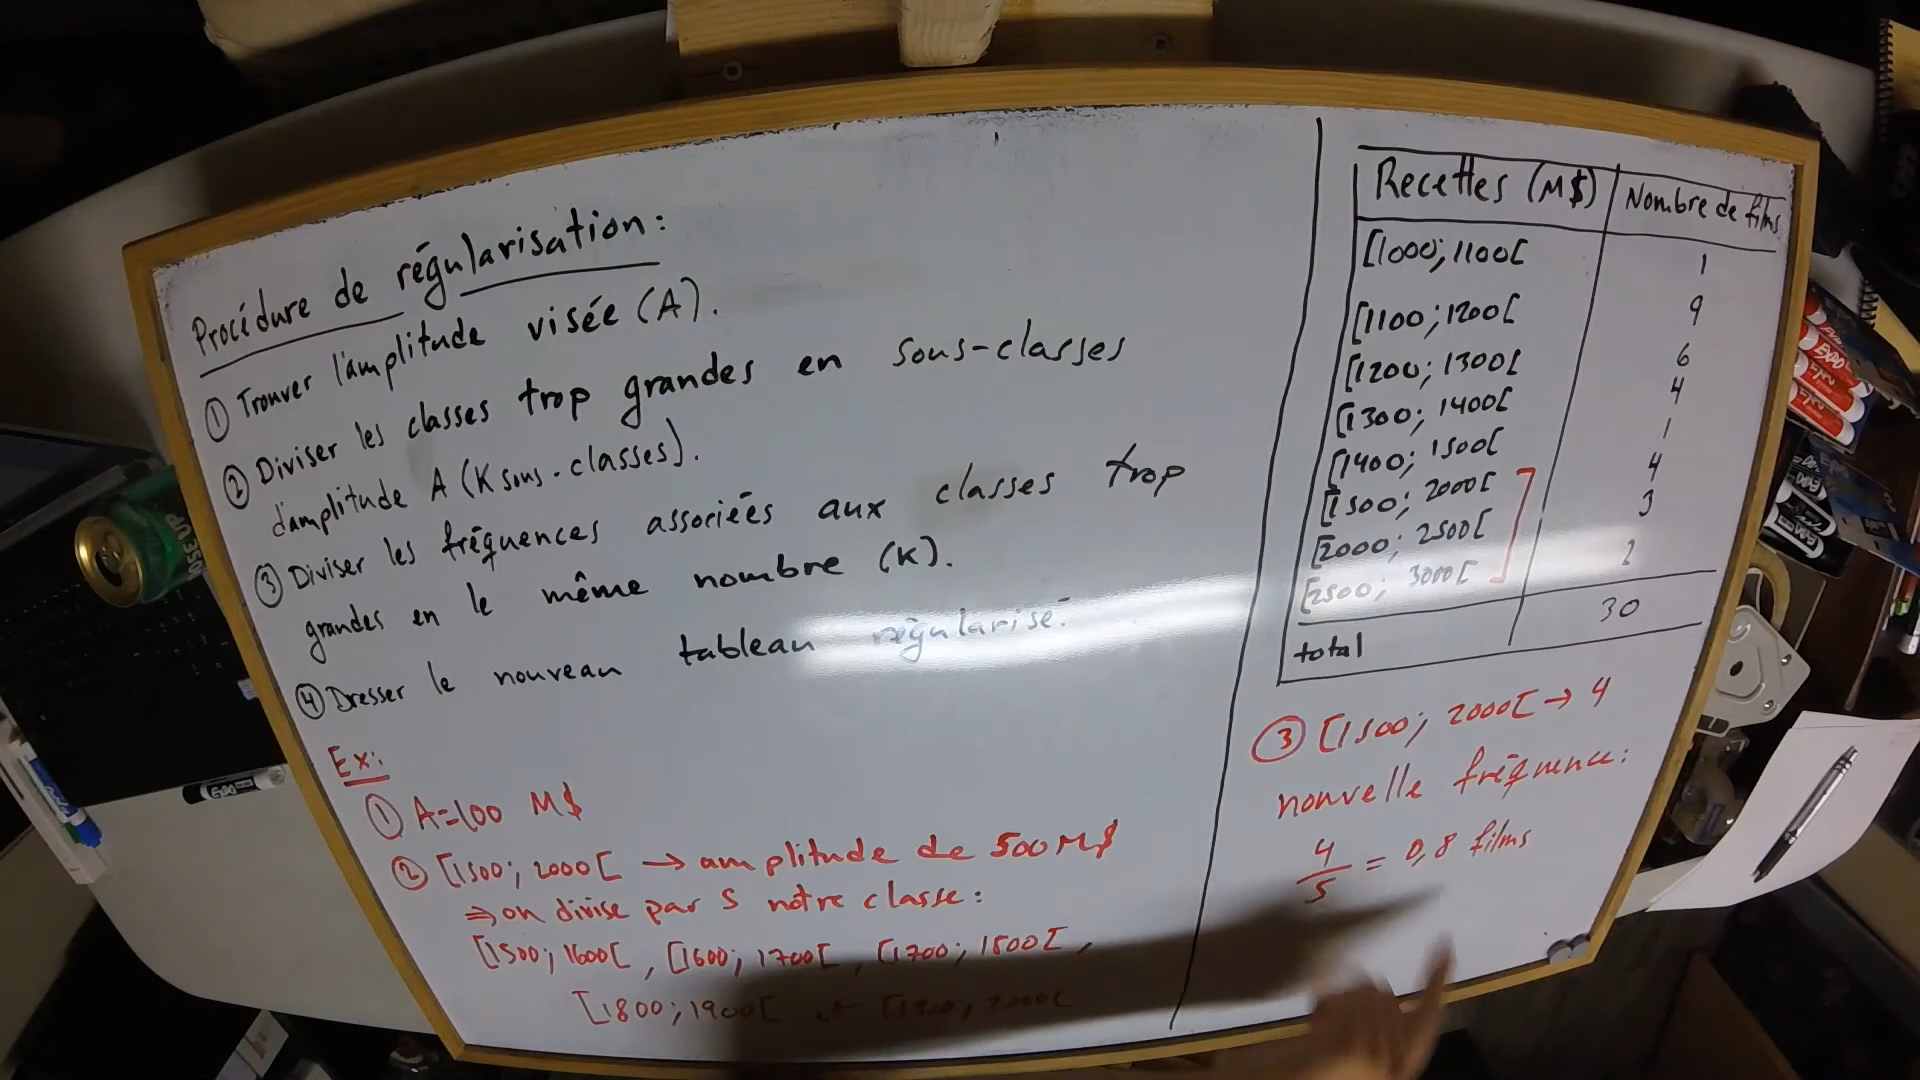 Procédure de régularisation:
① Trouver l'amplitude visée (A).
② Diviser les classes trop grandes en sous-classes
d'amplitude A (K sous-classes).
③ Diviser les fréquences associées aux classes trop
grandes en le même nombre (K).
④ Dresser le nouveau tableau régularisé.
Ex:
① A=100 M$
② [1500; 2000[ → amplitude de 500 M$
⇒ on divise par 5 notre classe:
[1500; 1600[, [1600; 1700[, [1700; 1800[,
[1800; 1900[ et [1900; 2000[
Recettes (M$) Nombre de films
[1000; 1100[ 1
[1100; 1200[ 9
[1200; 1300[ 6
[1300; 1400[ 4
[1400; 1500[ 1
[1500; 2000[ 4
[2000; 2500[ 3
[2500; 3000[ 2
total 30
③ [1500; 2000[ → 4
nouvelle fréquence:
4/5 = 0,8 films
EXPO
EXPO